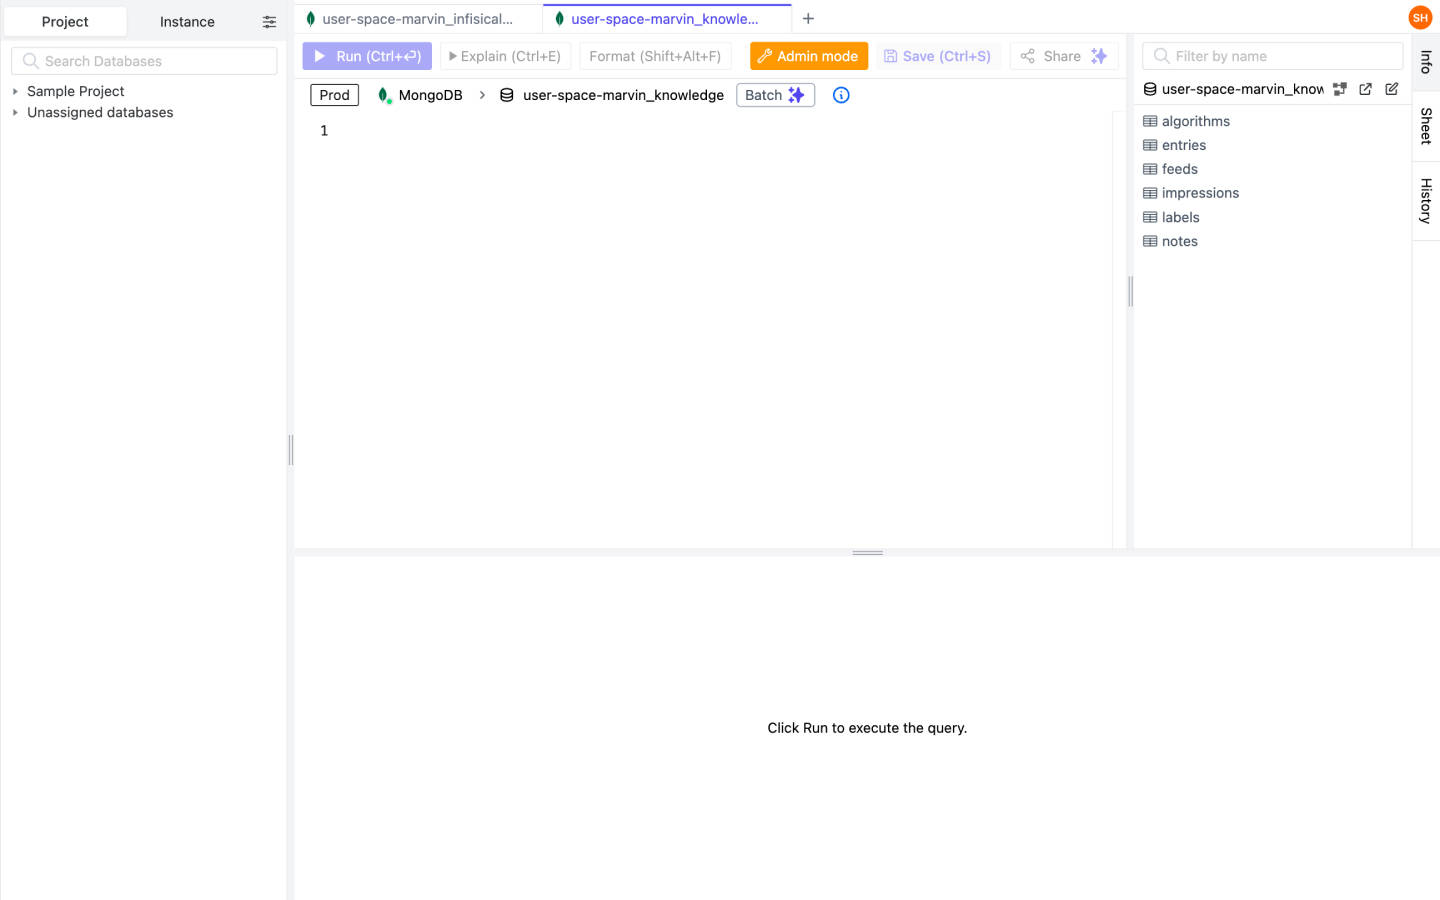 Project
Instance
Search Databases
Sample Project
Unassigned databases
user-space-marvin_infisical...
user-space-marvin_knowle...
SH
Run (Ctrl+⏎)
Explain (Ctrl+E)
Format (Shift+Alt+F)
Admin mode
Save (Ctrl+S)
Share
Prod
MongoDB
user-space-marvin_knowledge
Batch
1
Click Run to execute the query.
Filter by name
user-space-marvin_know
algorithms
entries
feeds
impressions
labels
notes
Info
Sheet
History